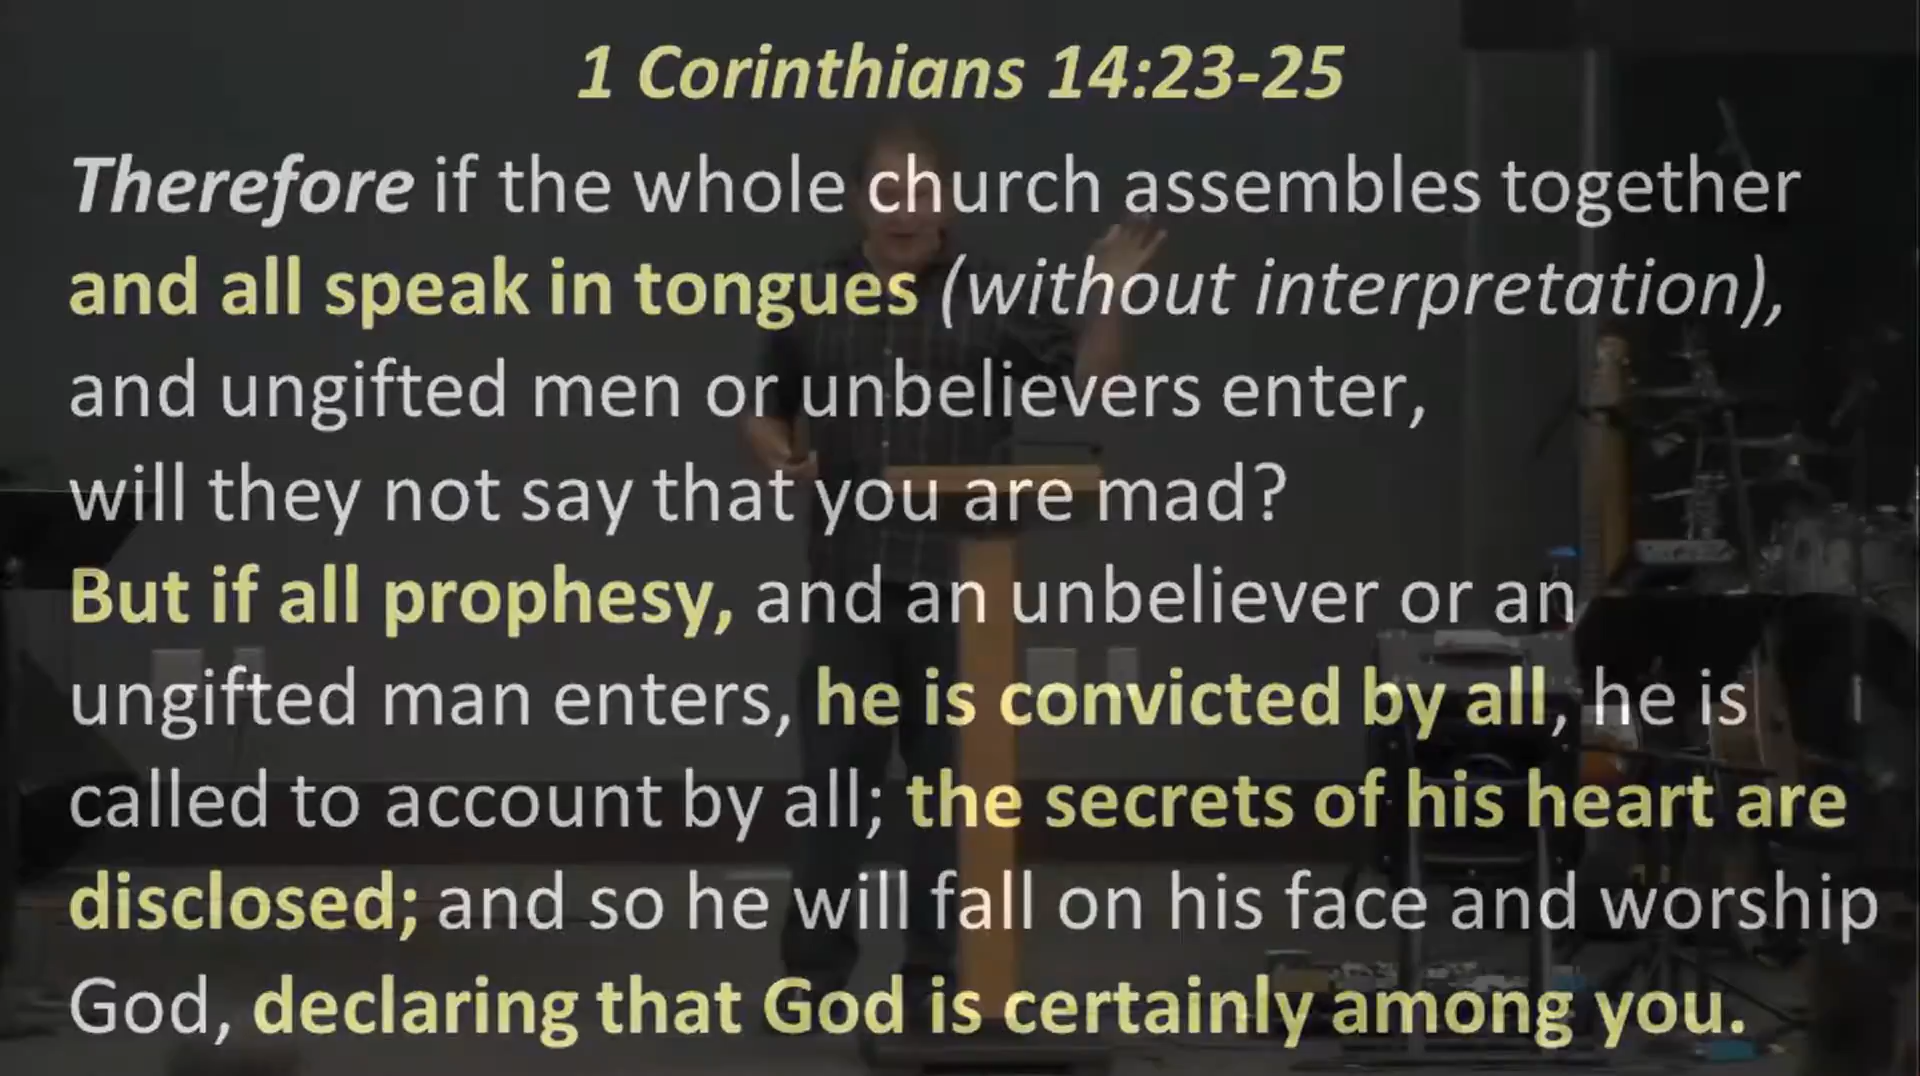 1 Corinthians 14:23-25
Therefore if the whole church assembles together
and all speak in tongues (without interpretation),
and ungifted men or unbelievers enter,
will they not say that you are mad?
But if all prophesy, and an unbeliever or an
ungifted man enters, he is convicted by all, he is
called to account by all; the secrets of his heart are
disclosed; and so he will fall on his face and worship
God, declaring that God is certainly among you.